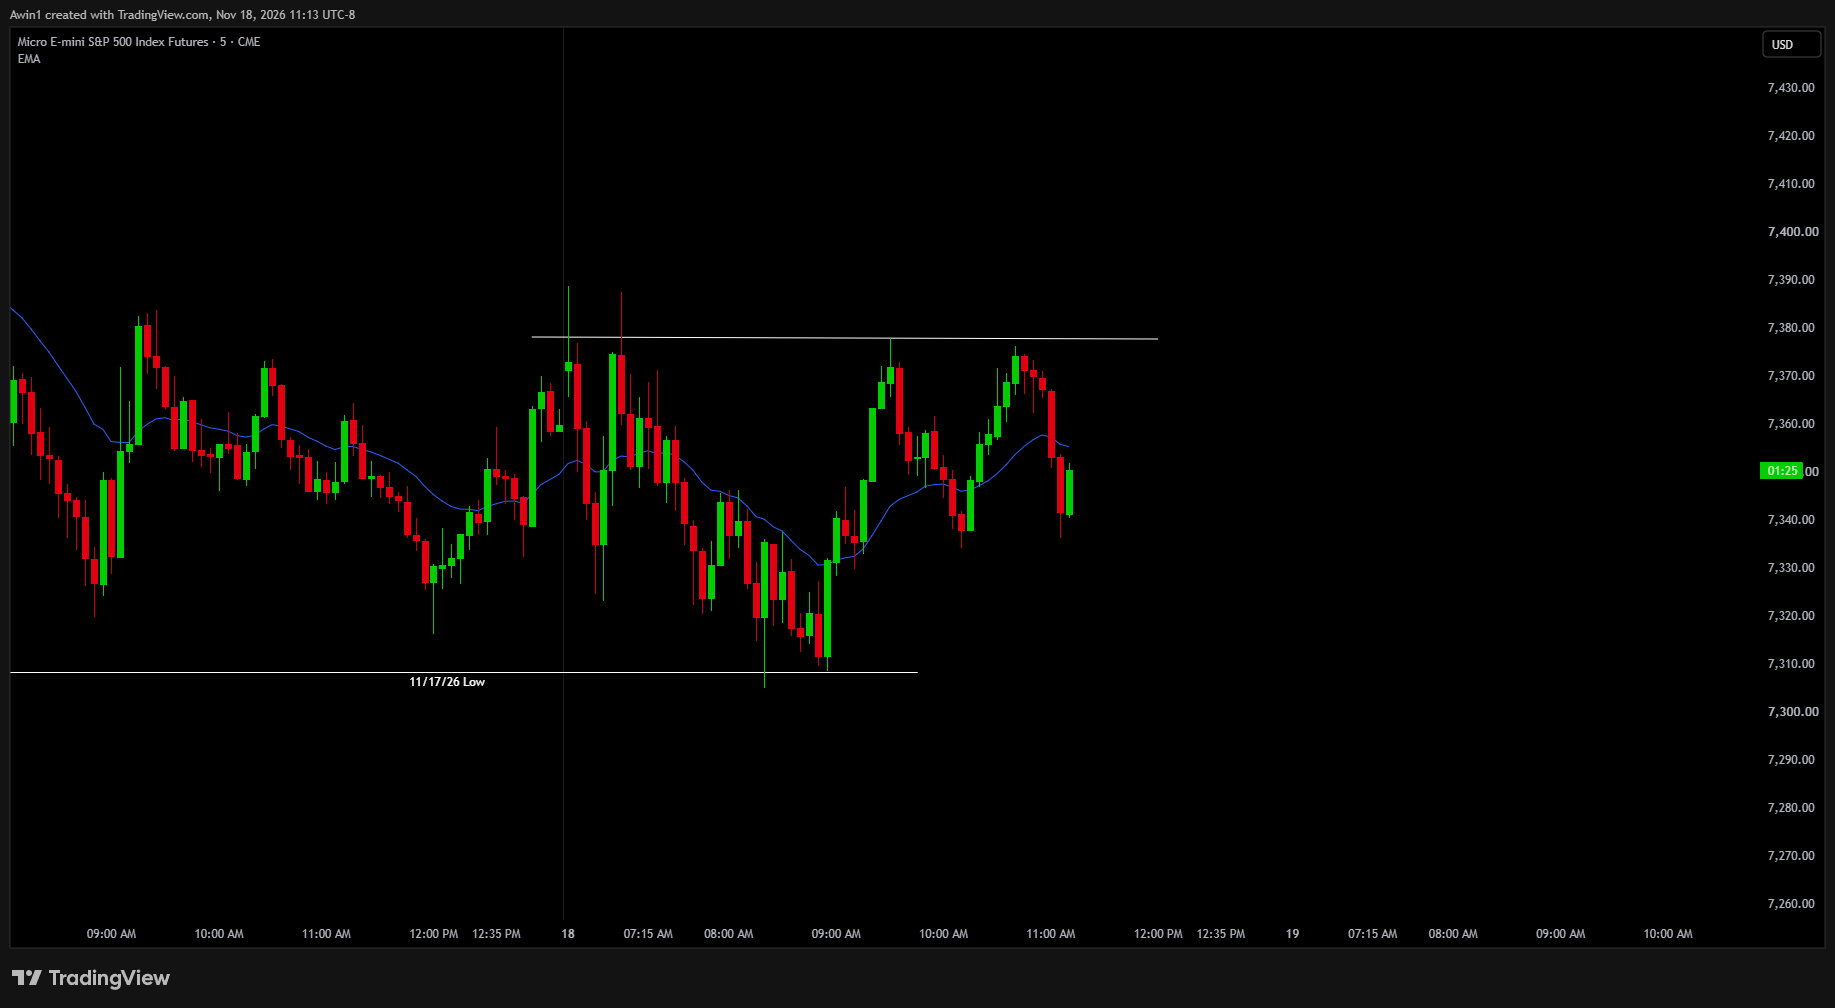 Awin1 created with TradingView.com, Nov 18, 2026 11:13 UTC-8
Micro E-mini S&P 500 Index Futures · 5 · CME
EMA
USD
7,430.00
7,420.00
7,410.00
7,400.00
7,390.00
7,380.00
7,370.00
7,360.00
01:25 00
7,340.00
7,330.00
7,320.00
7,310.00
7,300.00
7,290.00
7,280.00
7,270.00
7,260.00
11/17/26 Low
09:00 AM 10:00 AM 11:00 AM 12:00 PM 12:35 PM 18 07:15 AM 08:00 AM 09:00 AM 10:00 AM 11:00 AM 12:00 PM 12:35 PM 19 07:15 AM 08:00 AM 09:00 AM 10:00 AM
TradingView